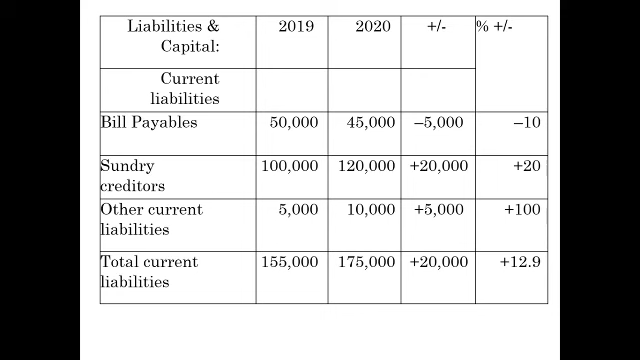 Liabilities & 2019 2020 +/- % +/-
Capital:
Current
liabilities
Bill Payables 50,000 45,000 –5,000 –10
Sundry 100,000 120,000 +20,000 +20
creditors
Other current 5,000 10,000 +5,000 +100
liabilities
Total current 155,000 175,000 +20,000 +12.9
liabilities